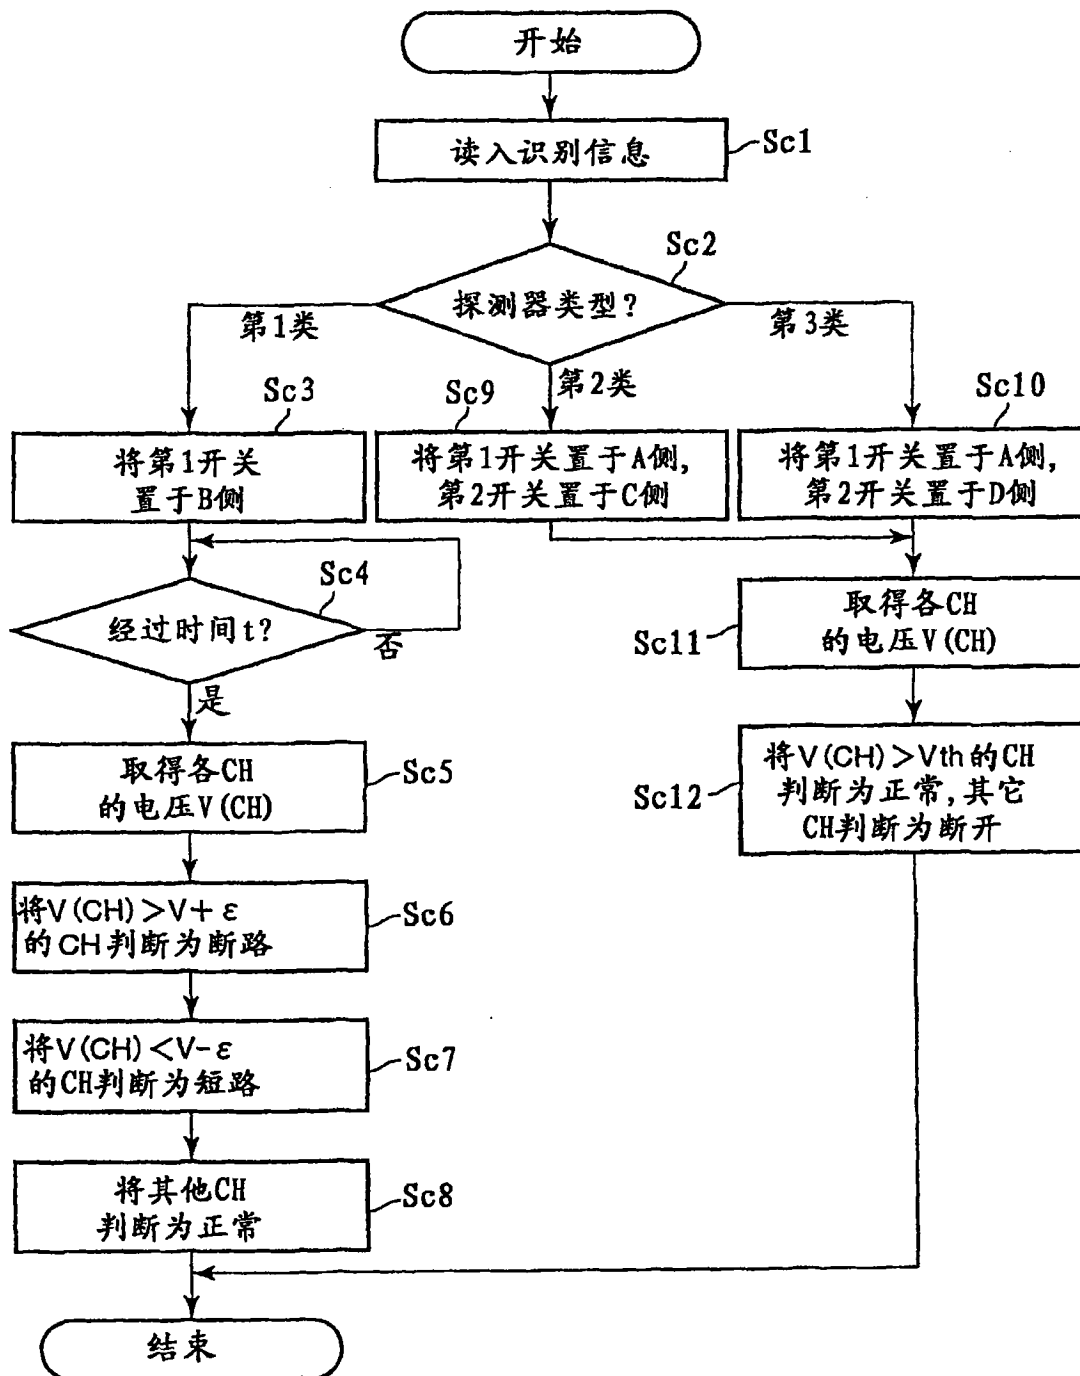 开始
读入识别信息
Sc1
Sc2
探测器类型?
第1类
第2类
第3类
Sc3
将第1开关
置于B侧
Sc9
将第1开关置于A侧,
第2开关置于C侧
Sc10
将第1开关置于A侧,
第2开关置于D侧
Sc4
经过时间t?
否
是
取得各CH
的电压V(CH)
Sc11
取得各CH
的电压V(CH)
Sc5
将V(CH)>Vth的CH
判断为正常,其它
CH判断为断开
Sc12
将V(CH)>V+ε
的CH判断为断路
Sc6
将V(CH)<V-ε
的CH判断为短路
Sc7
将其他CH
判断为正常
Sc8
结束